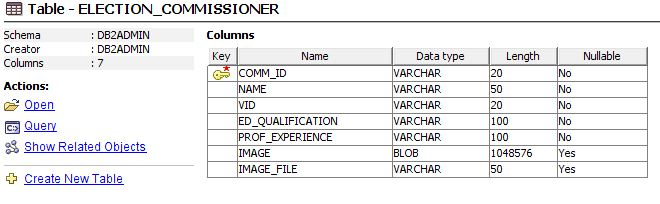 Table - ELECTION_COMMISSIONER
Schema : DB2ADMIN
Creator : DB2ADMIN
Columns : 7
Actions:
Open
Query
Show Related Objects
Create New Table
Columns
Key Name Data type Length Nullable
COMM_ID VARCHAR 20 No
NAME VARCHAR 50 No
VID VARCHAR 20 No
ED_QUALIFICATION VARCHAR 100 No
PROF_EXPERIENCE VARCHAR 100 No
IMAGE BLOB 1048576 Yes
IMAGE_FILE VARCHAR 50 Yes